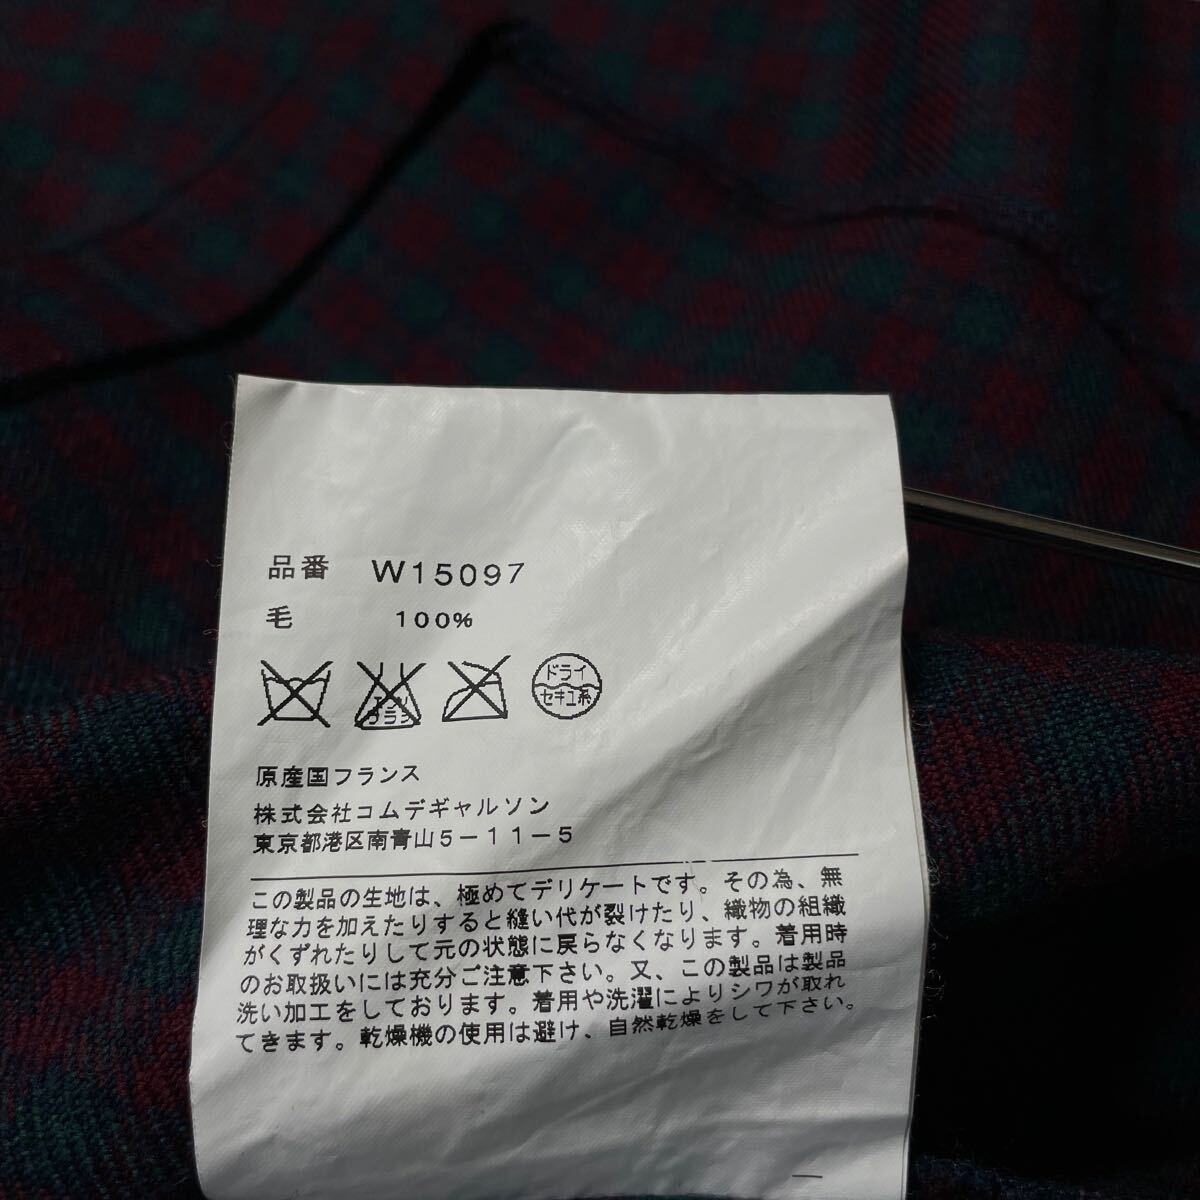 品番 W15097
毛 100%
エンソ
ブラシ
ドライ
セキユ系
原産国フランス
株式会社コムデギャルソン
東京都港区南青山5-11-5
この製品の生地は、極めてデリケートです。その為、無
理な力を加えたりすると縫い代が裂けたり、織物の組織
がくずれたりして元の状態に戻らなくなります。着用時
のお取扱いには充分ご注意下さい。又、この製品は製品
洗い加工をしております。着用や洗濯によりシワが取れ
てきます。乾燥機の使用は避け、自然乾燥をして下さい。